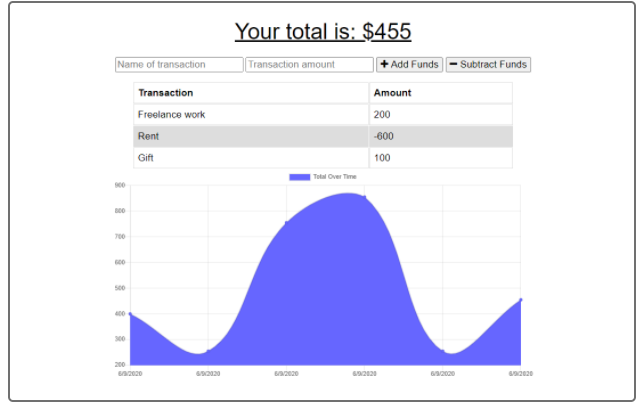 Your total is: $455
Name of transaction Transaction amount + Add Funds − Subtract Funds
Transaction Amount
Freelance work 200
Rent -600
Gift 100
Total Over Time
900
800
700
600
500
400
300
200
6/9/2020 6/9/2020 6/9/2020 6/9/2020 6/9/2020 6/9/2020